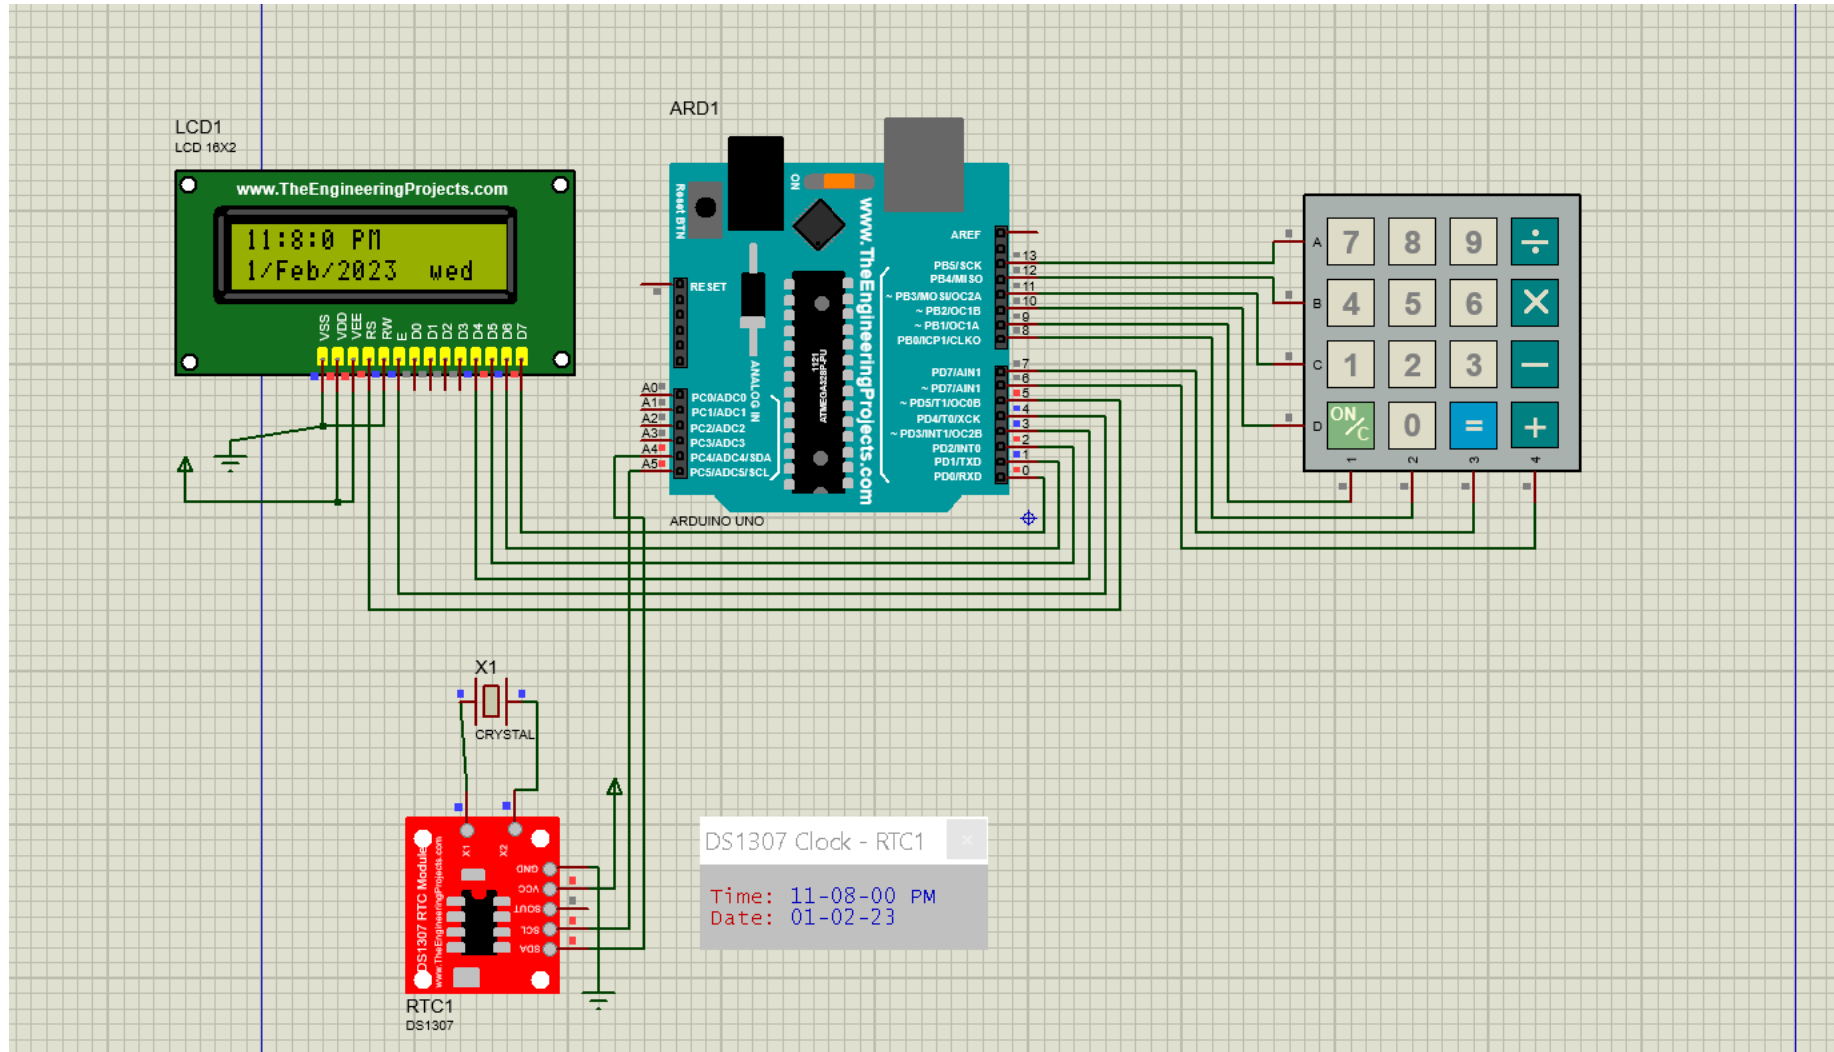 LCD1
LCD 16X2
www.TheEngineeringProjects.com
11:8:0 PM
1/Feb/2023 wed
VSS
VDD
VEE
RS
RW
E
D0
D1
D2
D3
D4
D5
D6
D7
ARD1
Reset BTN
ON
www.TheEngineeringProjects.com
ANALOG IN
1121
ATMEGA328P-PU
RESET
A0 PC0/ADC0
A1 PC1/ADC1
A2 PC2/ADC2
A3 PC3/ADC3
A4 PC4/ADC4/SDA
A5 PC5/ADC5/SCL
AREF
PB5/SCK 13
PB4/MISO 12
~ PB3/MOSI/OC2A 11
~ PB2/OC1B 10
~ PB1/OC1A 9
PB0/ICP1/CLKO 8
PD7/AIN1 7
~ PD7/AIN1 6
~ PD5/T1/OC0B 5
PD4/T0/XCK 4
~ PD3/INT1/OC2B 3
PD2/INT0 2
PD1/TXD 1
PD0/RXD 0
ARDUINO UNO
A 7 8 9 ÷
B 4 5 6 ×
C 1 2 3 −
D ON/C 0 = +
1 2 3 4
X1
CRYSTAL
X1
X2
DS1307 RTC Module
www.TheEngineeringProjects.com
GND
VCC
SOUT
SCL
SDA
RTC1
DS1307
DS1307 Clock - RTC1 ×
Time: 11-08-00 PM
Date: 01-02-23